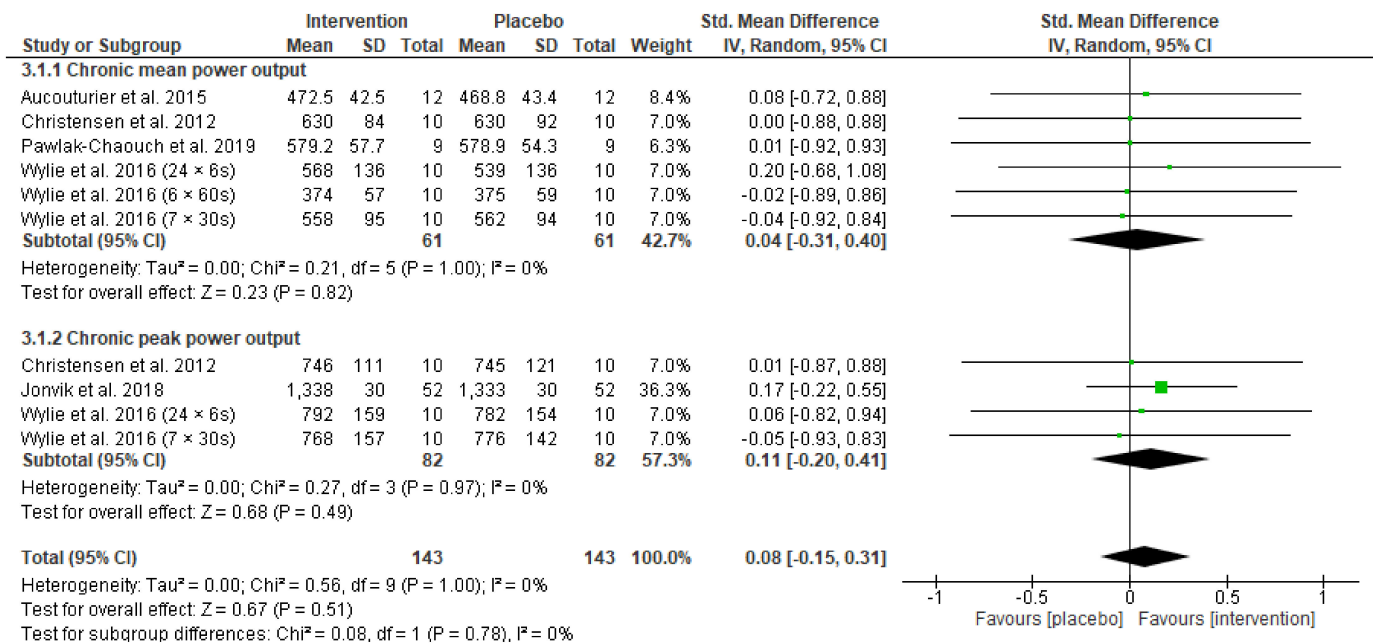 Intervention Placebo Std. Mean Difference Std. Mean Difference
Study or Subgroup Mean SD Total Mean SD Total Weight IV, Random, 95% CI IV, Random, 95% CI
3.1.1 Chronic mean power output
Aucouturier et al. 2015 472.5 42.5 12 468.8 43.4 12 8.4% 0.08 [-0.72, 0.88]
Christensen et al. 2012 630 84 10 630 92 10 7.0% 0.00 [-0.88, 0.88]
Pawlak-Chaouch et al. 2019 579.2 57.7 9 578.9 54.3 9 6.3% 0.01 [-0.92, 0.93]
Wylie et al. 2016 (24 × 6s) 568 136 10 539 136 10 7.0% 0.20 [-0.68, 1.08]
Wylie et al. 2016 (6 × 60s) 374 57 10 375 59 10 7.0% -0.02 [-0.89, 0.86]
Wylie et al. 2016 (7 × 30s) 558 95 10 562 94 10 7.0% -0.04 [-0.92, 0.84]
Subtotal (95% CI) 61 61 42.7% 0.04 [-0.31, 0.40]
Heterogeneity: Tau² = 0.00; Chi² = 0.21, df = 5 (P = 1.00); I² = 0%
Test for overall effect: Z = 0.23 (P = 0.82)
3.1.2 Chronic peak power output
Christensen et al. 2012 746 111 10 745 121 10 7.0% 0.01 [-0.87, 0.88]
Jonvik et al. 2018 1,338 30 52 1,333 30 52 36.3% 0.17 [-0.22, 0.55]
Wylie et al. 2016 (24 × 6s) 792 159 10 782 154 10 7.0% 0.06 [-0.82, 0.94]
Wylie et al. 2016 (7 × 30s) 768 157 10 776 142 10 7.0% -0.05 [-0.93, 0.83]
Subtotal (95% CI) 82 82 57.3% 0.11 [-0.20, 0.41]
Heterogeneity: Tau² = 0.00; Chi² = 0.27, df = 3 (P = 0.97); I² = 0%
Test for overall effect: Z = 0.68 (P = 0.49)
Total (95% CI) 143 143 100.0% 0.08 [-0.15, 0.31]
Heterogeneity: Tau² = 0.00; Chi² = 0.56, df = 9 (P = 1.00); I² = 0%
Test for overall effect: Z = 0.67 (P = 0.51)
Test for subgroup differences: Chi² = 0.08, df = 1 (P = 0.78), I² = 0%
-1 -0.5 0 0.5 1
Favours [placebo] Favours [intervention]